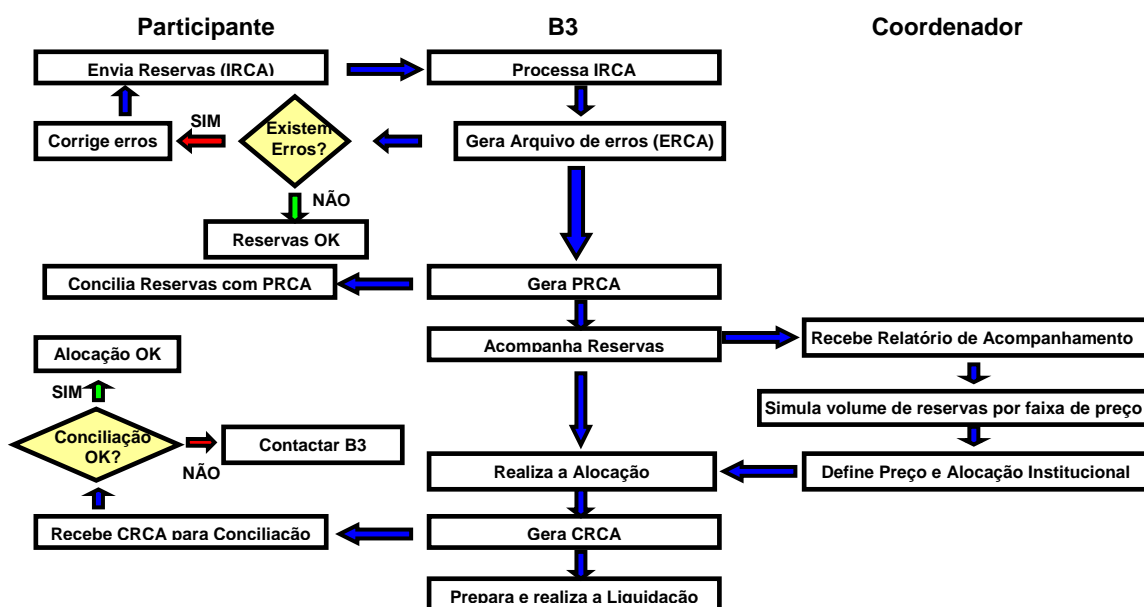 Participante
B3
Coordenador
Envia Reservas (IRCA)
Processa IRCA
SIM
Existem
Erros?
Corrige erros
Gera Arquivo de erros (ERCA)
NÃO
Reservas OK
Concilia Reservas com PRCA
Gera PRCA
Acompanha Reservas
Recebe Relatório de Acompanhamento
Alocação OK
SIM
Simula volume de reservas por faixa de preço
Conciliação
OK?
Contactar B3
NÃO
Realiza a Alocação
Define Preço e Alocação Institucional
Recebe CRCA para Conciliação
Gera CRCA
Prepara e realiza a Liquidação